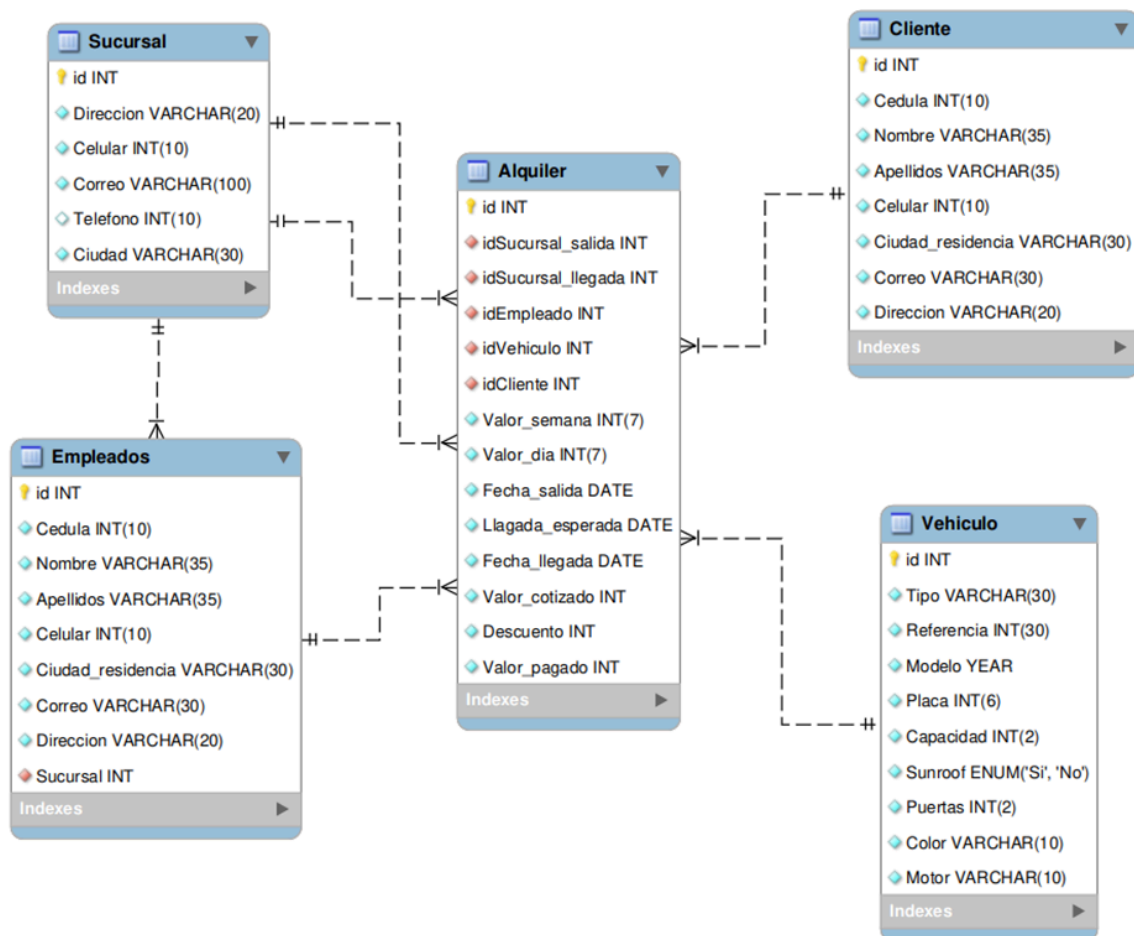 Sucursal
id INT
Direccion VARCHAR(20)
Celular INT(10)
Correo VARCHAR(100)
Telefono INT(10)
Ciudad VARCHAR(30)
Indexes
Empleados
id INT
Cedula INT(10)
Nombre VARCHAR(35)
Apellidos VARCHAR(35)
Celular INT(10)
Ciudad_residencia VARCHAR(30)
Correo VARCHAR(30)
Direccion VARCHAR(20)
Sucursal INT
Indexes
Alquiler
id INT
idSucursal_salida INT
idSucursal_llegada INT
idEmpleado INT
idVehiculo INT
idCliente INT
Valor_semana INT(7)
Valor_dia INT(7)
Fecha_salida DATE
Llagada_esperada DATE
Fecha_llegada DATE
Valor_cotizado INT
Descuento INT
Valor_pagado INT
Indexes
Cliente
id INT
Cedula INT(10)
Nombre VARCHAR(35)
Apellidos VARCHAR(35)
Celular INT(10)
Ciudad_residencia VARCHAR(30)
Correo VARCHAR(30)
Direccion VARCHAR(20)
Indexes
Vehiculo
id INT
Tipo VARCHAR(30)
Referencia INT(30)
Modelo YEAR
Placa INT(6)
Capacidad INT(2)
Sunroof ENUM('Si', 'No')
Puertas INT(2)
Color VARCHAR(10)
Motor VARCHAR(10)
Indexes